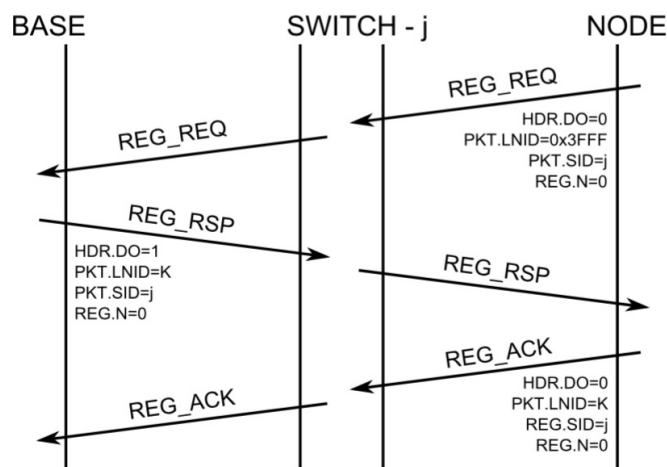 BASE
SWITCH - j
NODE
REG_REQ
HDR.DO=0
PKT.LNID=0x3FFF
PKT.SID=j
REG.N=0
REG_REQ
REG_RSP
HDR.DO=1
PKT.LNID=K
PKT.SID=j
REG.N=0
REG_RSP
REG_ACK
HDR.DO=0
PKT.LNID=K
REG.SID=j
REG.N=0
REG_ACK